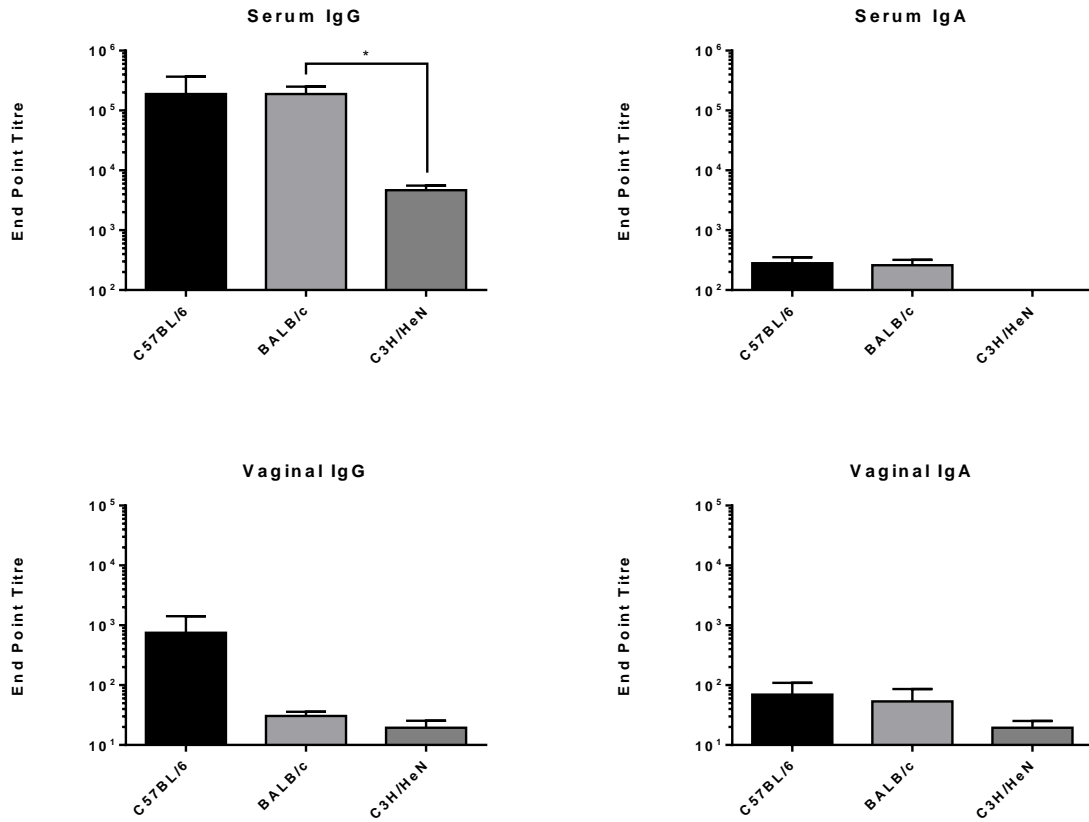 Serum IgG
End Point Titre
10⁶
10⁵
10⁴
10³
10²
*
C57BL/6
BALB/c
C3H/HeN
Serum IgA
End Point Titre
10⁶
10⁵
10⁴
10³
10²
C57BL/6
BALB/c
C3H/HeN
Vaginal IgG
End Point Titre
10⁵
10⁴
10³
10²
10¹
C57BL/6
BALB/c
C3H/HeN
Vaginal IgA
End Point Titre
10⁵
10⁴
10³
10²
10¹
C57BL/6
BALB/c
C3H/HeN